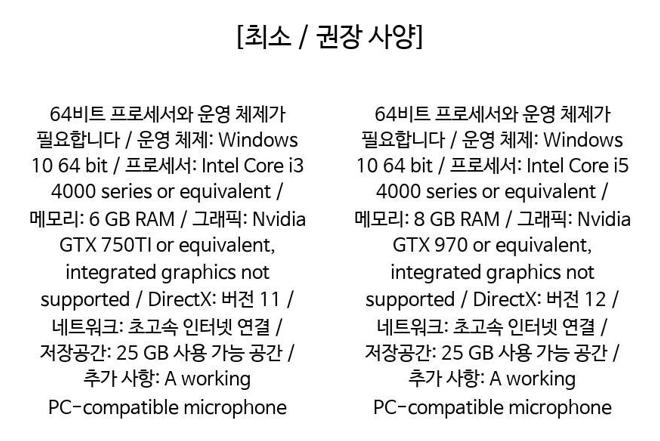 [최소 / 권장 사양]
64비트 프로세서와 운영 체제가
필요합니다 / 운영 체제: Windows
10 64 bit / 프로세서: Intel Core i3
4000 series or equivalent /
메모리: 6 GB RAM / 그래픽: Nvidia
GTX 750TI or equivalent,
integrated graphics not
supported / DirectX: 버전 11 /
네트워크: 초고속 인터넷 연결 /
저장공간: 25 GB 사용 가능 공간 /
추가 사항: A working
PC-compatible microphone
64비트 프로세서와 운영 체제가
필요합니다 / 운영 체제: Windows
10 64 bit / 프로세서: Intel Core i5
4000 series or equivalent /
메모리: 8 GB RAM / 그래픽: Nvidia
GTX 970 or equivalent,
integrated graphics not
supported / DirectX: 버전 12 /
네트워크: 초고속 인터넷 연결 /
저장공간: 25 GB 사용 가능 공간 /
추가 사항: A working
PC-compatible microphone